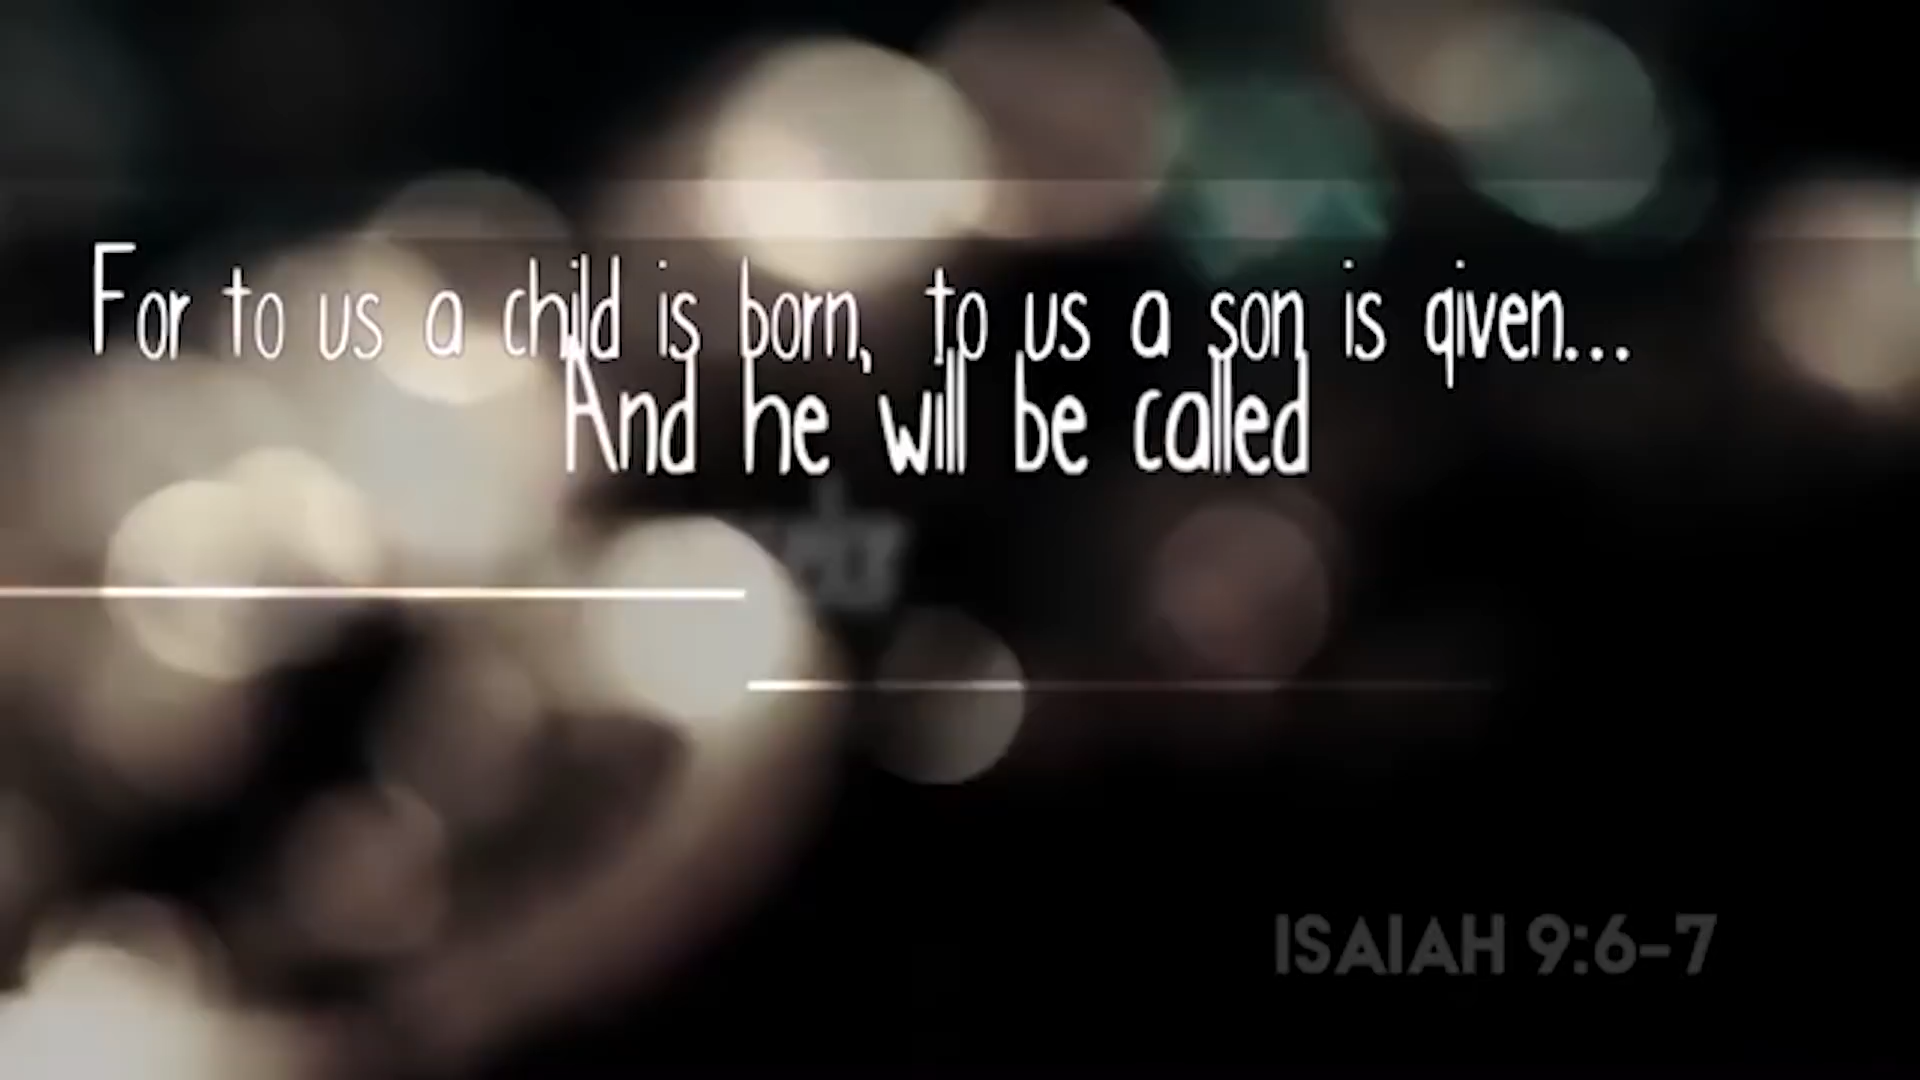 For to us a child is born, to us a son is given...
And he will be called
ISAIAH 9:6-7